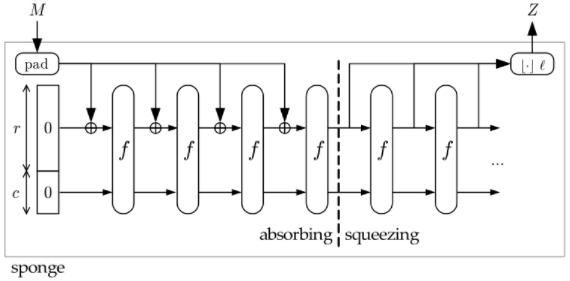 M
Z
pad
⌊·⌋ ℓ
r
0
f f f f f f
c
0
...
absorbing squeezing
sponge